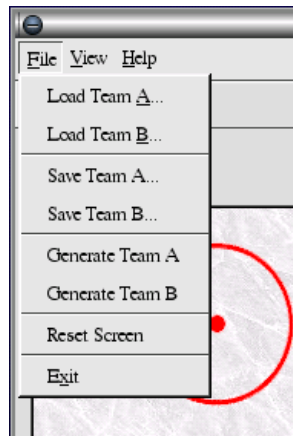 File View Help
Load Team A...
Load Team B...
Save Team A...
Save Team B...
Generate Team A
Generate Team B
Reset Screen
Exit